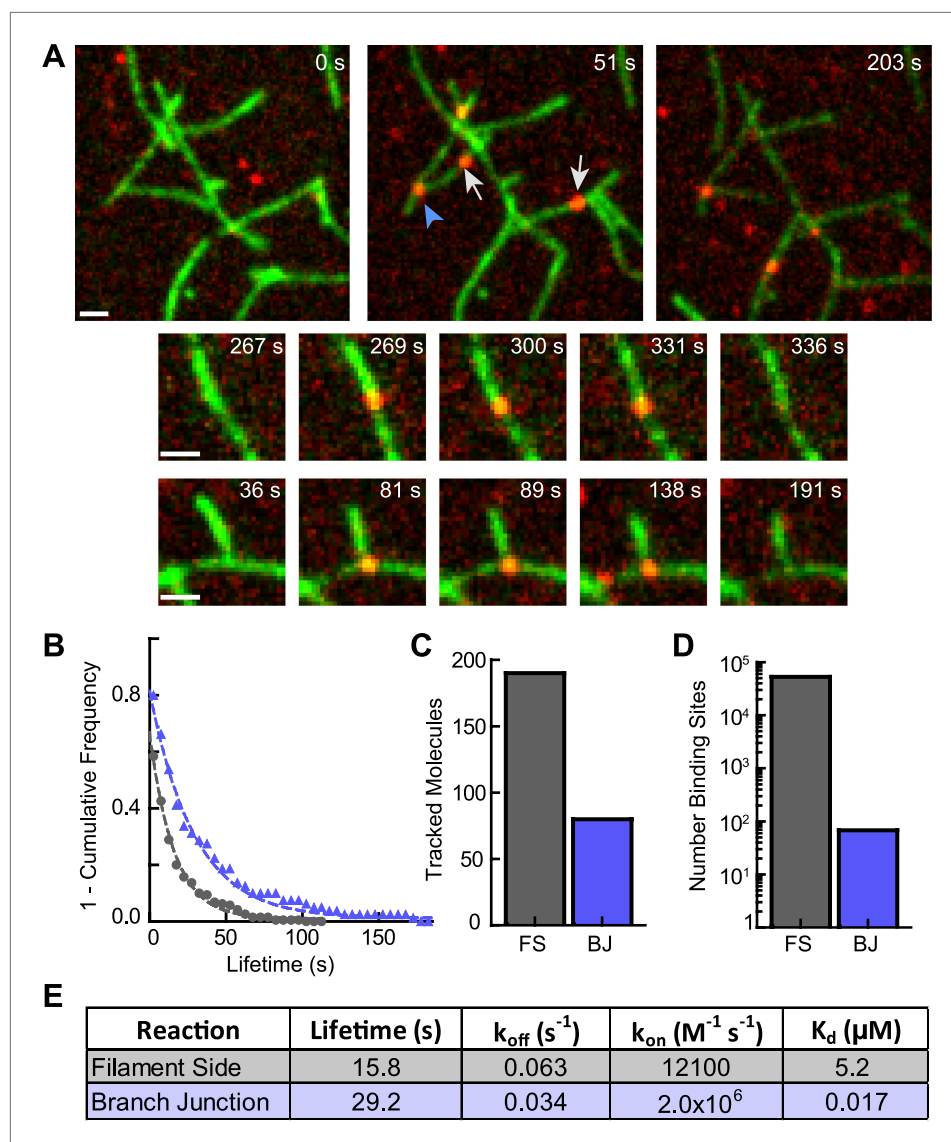 A
0 s
51 s
203 s
267 s
269 s
300 s
331 s
336 s
36 s
81 s
89 s
138 s
191 s
B
1 - Cumulative Frequency
0.8
0.4
0.0
0
50
100
150
Lifetime (s)
C
Tracked Molecules
200
150
100
50
0
FS
BJ
D
Number Binding Sites
10⁵
10⁴
10³
10²
10¹
1
FS
BJ
E
Reaction Lifetime (s) k_off (s⁻¹) k_on (M⁻¹ s⁻¹) K_d (µM)
Filament Side 15.8 0.063 12100 5.2
Branch Junction 29.2 0.034 2.0x10⁶ 0.017